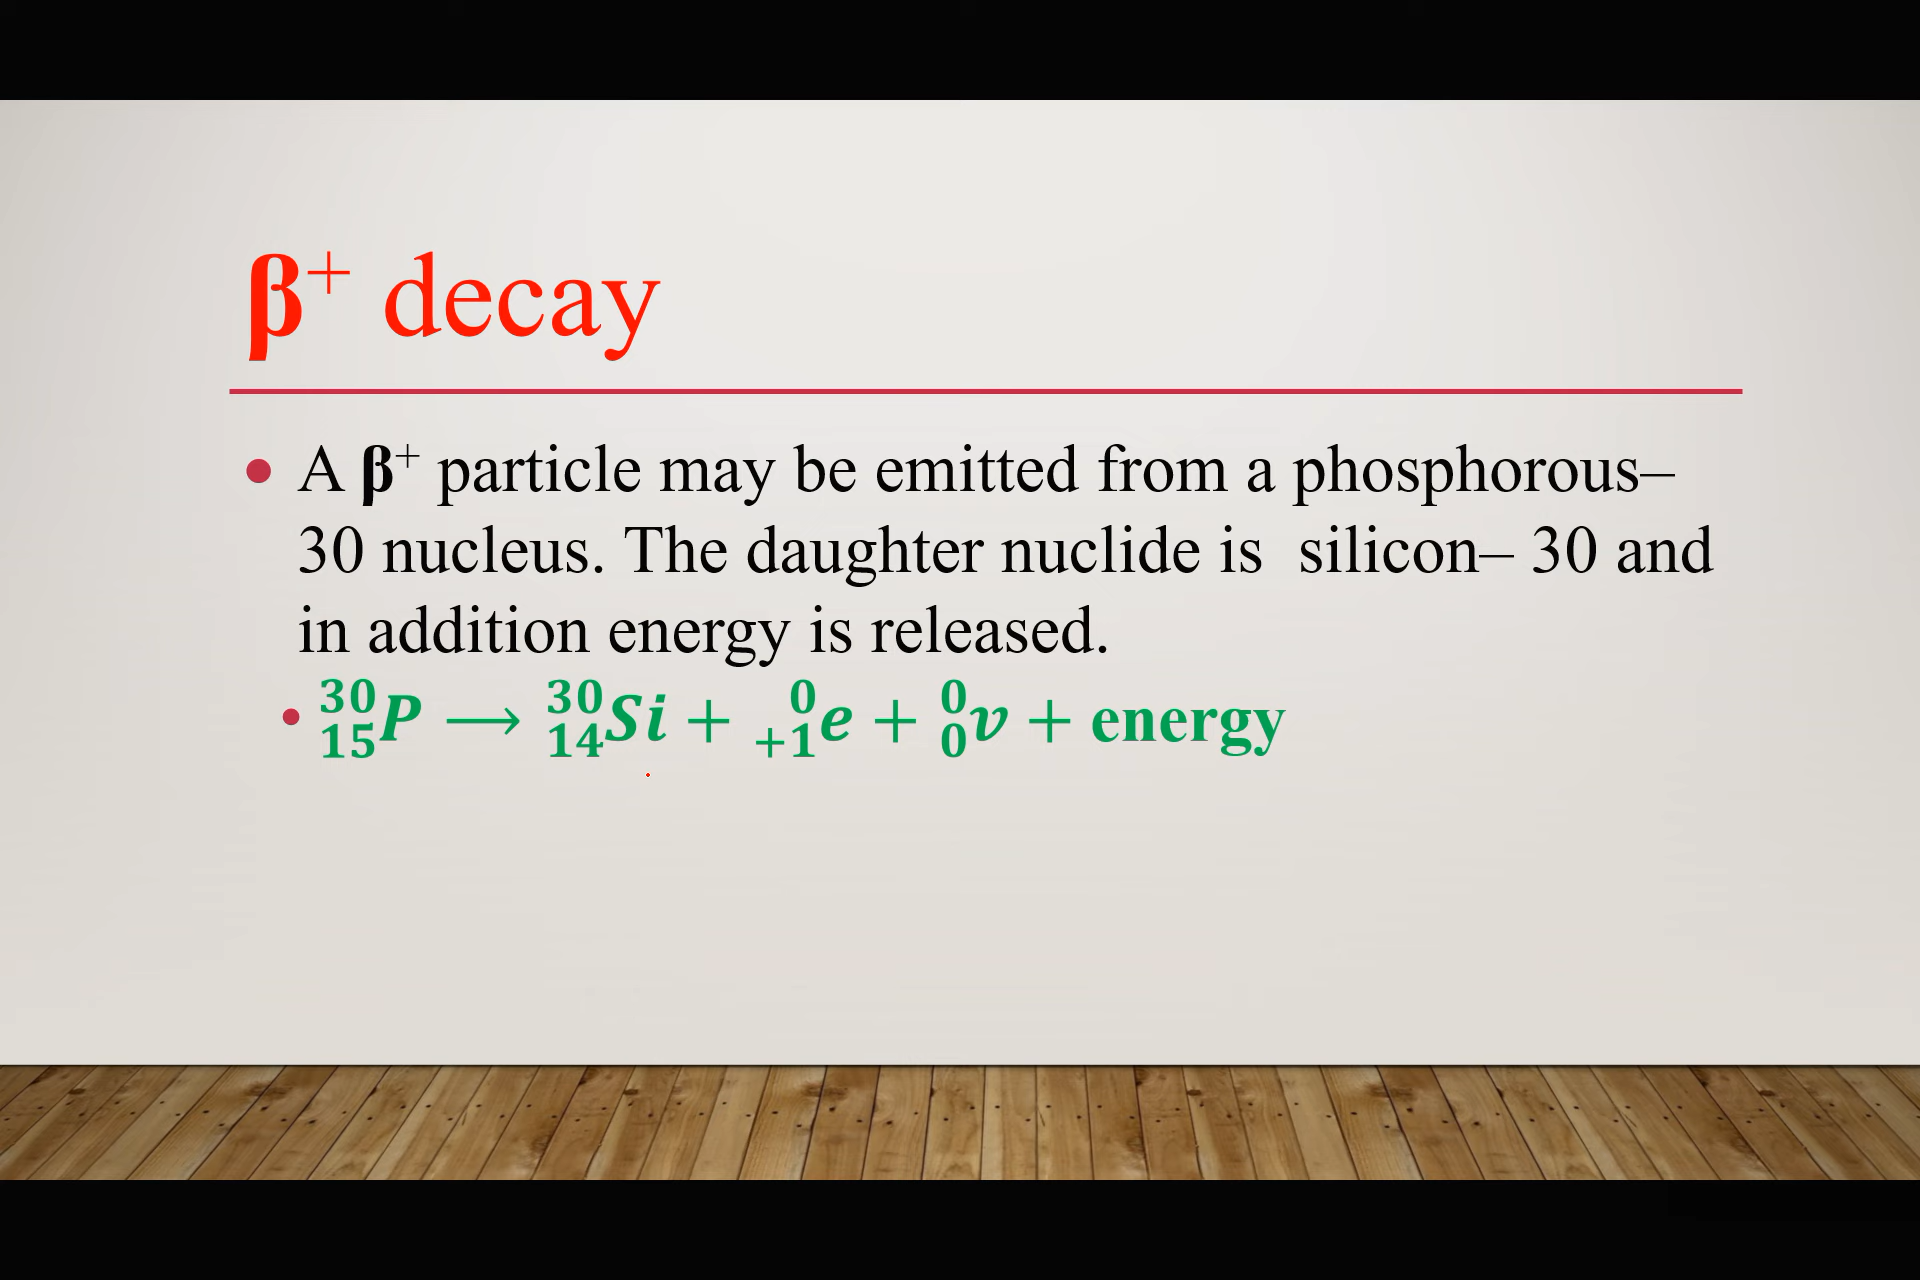 β⁺ decay
• A β⁺ particle may be emitted from a phosphorous–
30 nucleus. The daughter nuclide is  silicon– 30 and
in addition energy is released.
• ³⁰₁₅P ⟶ ³⁰₁₄Si + ⁰₊₁e + ⁰₀v + energy